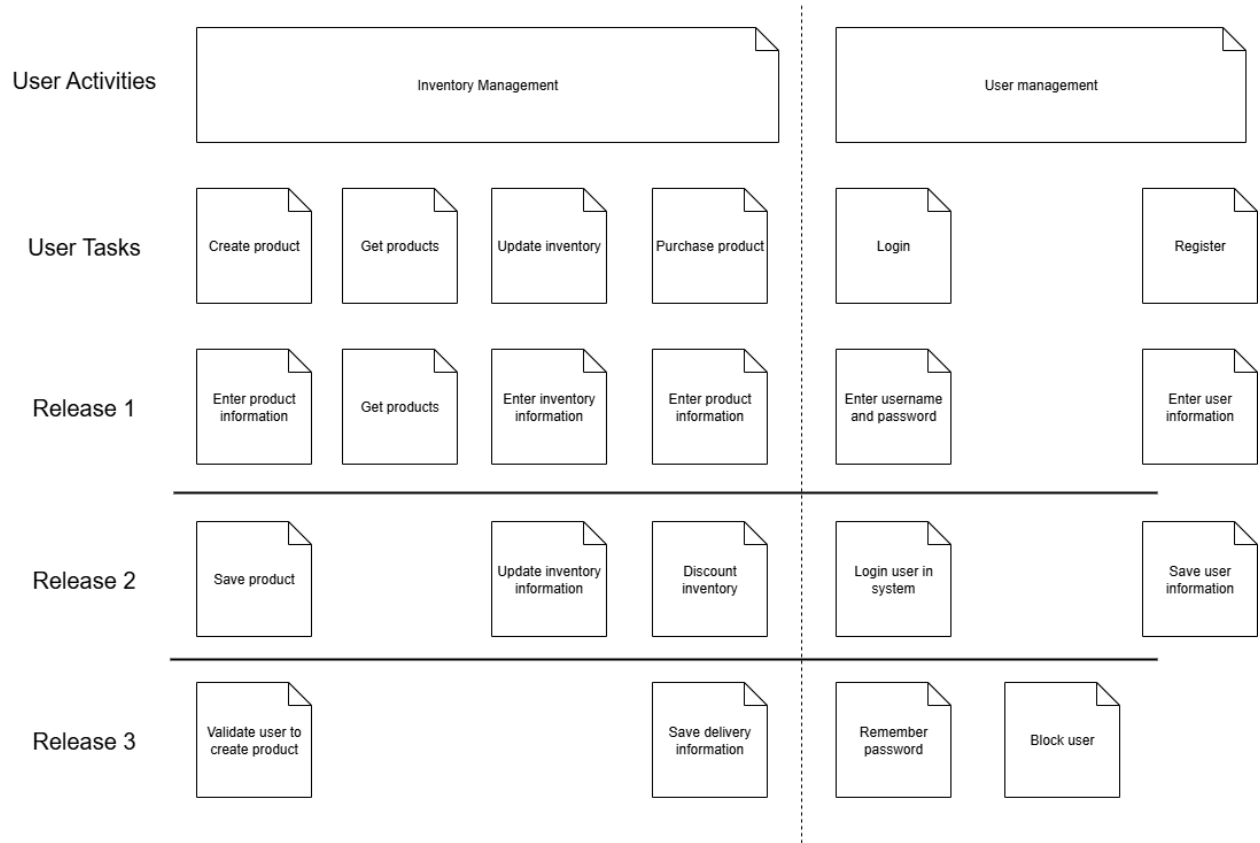 User Activities
Inventory Management
User management
User Tasks
Create product
Get products
Update inventory
Purchase product
Login
Register
Release 1
Enter product
information
Get products
Enter inventory
information
Enter product
information
Enter username
and password
Enter user
information
Release 2
Save product
Update inventory
information
Discount
inventory
Login user in
system
Save user
information
Release 3
Validate user to
create product
Save delivery
information
Remember
password
Block user